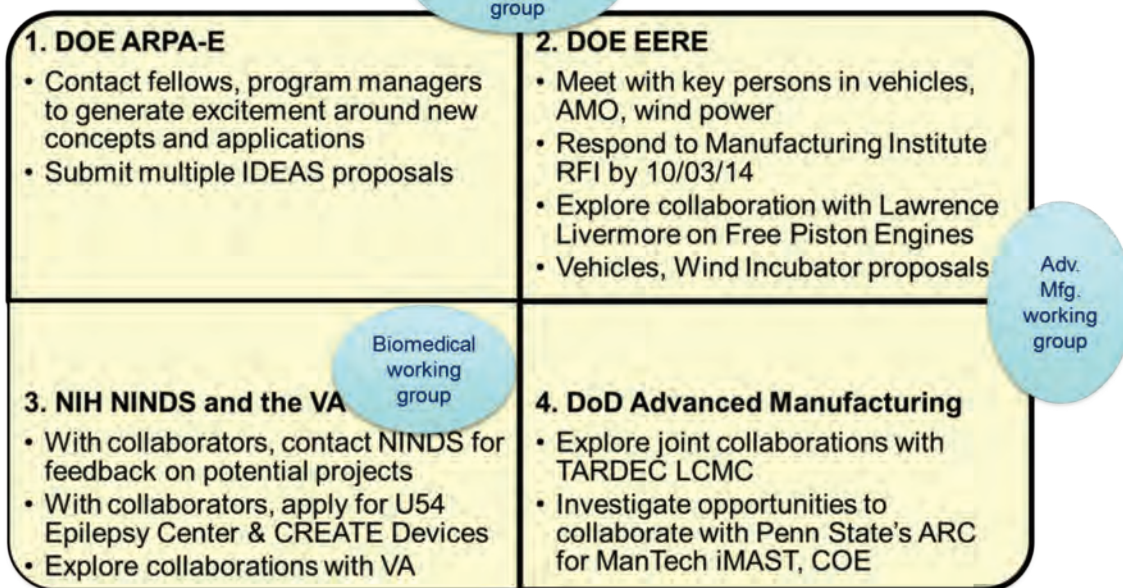 group
1. DOE ARPA-E
• Contact fellows, program managers
to generate excitement around new
concepts and applications
• Submit multiple IDEAS proposals
2. DOE EERE
• Meet with key persons in vehicles,
AMO, wind power
• Respond to Manufacturing Institute
RFI by 10/03/14
• Explore collaboration with Lawrence
Livermore on Free Piston Engines
• Vehicles, Wind Incubator proposals
Adv.
Mfg.
working
group
Biomedical
working
group
3. NIH NINDS and the VA
• With collaborators, contact NINDS for
feedback on potential projects
• With collaborators, apply for U54
Epilepsy Center & CREATE Devices
• Explore collaborations with VA
4. DoD Advanced Manufacturing
• Explore joint collaborations with
TARDEC LCMC
• Investigate opportunities to
collaborate with Penn State's ARC
for ManTech iMAST, COE